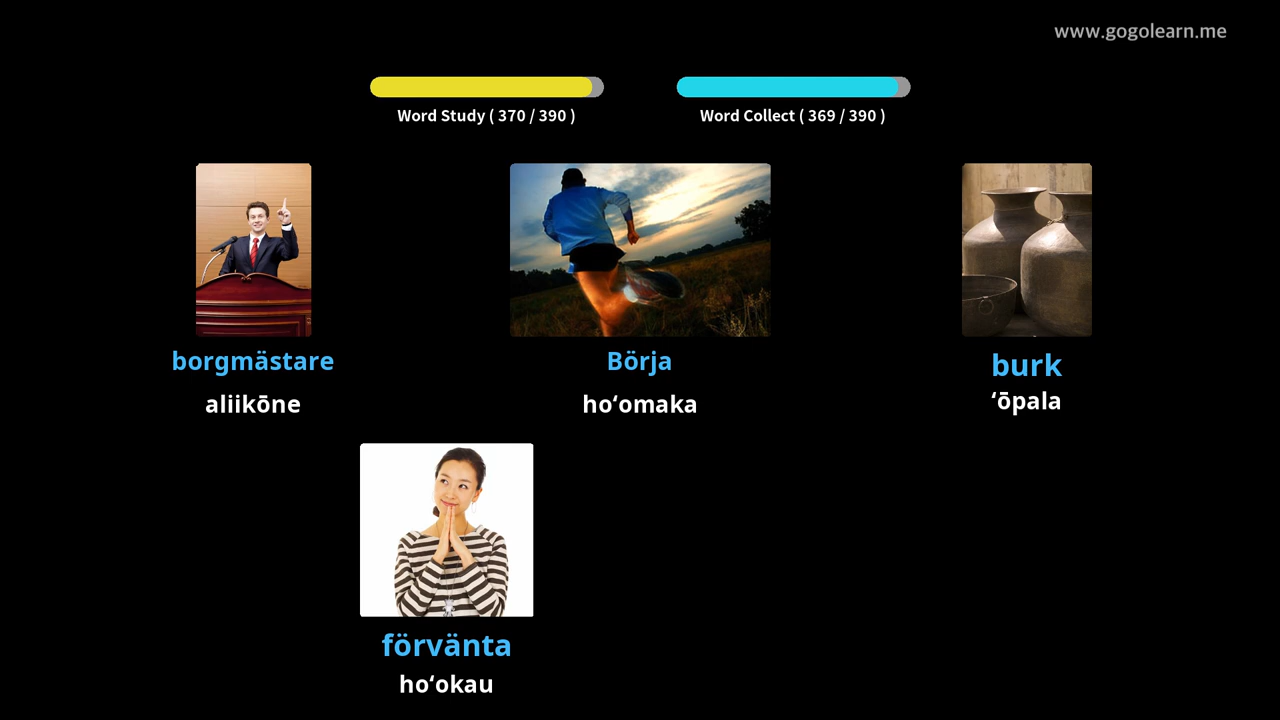 www.gogolearn.me
Word Study ( 370 / 390 )
Word Collect ( 369 / 390 )
borgmästare
aliikōne
Börja
hoʻomaka
burk
ʻōpala
förvänta
hoʻokau